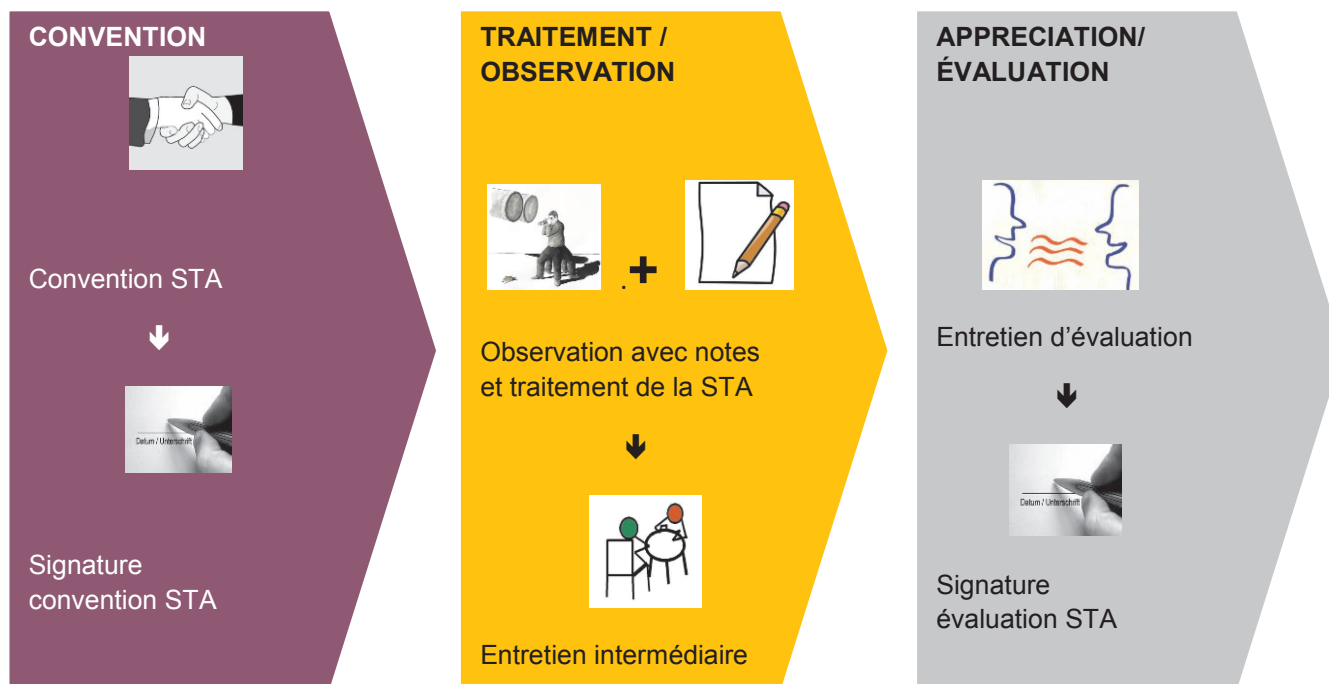 CONVENTION
Convention STA
Datum / Unterschrift
Signature
convention STA
TRAITEMENT /
OBSERVATION
. +
Observation avec notes
et traitement de la STA
Entretien intermédiaire
APPRECIATION/
ÉVALUATION
Entretien d’évaluation
Datum / Unterschrift
Signature
évaluation STA